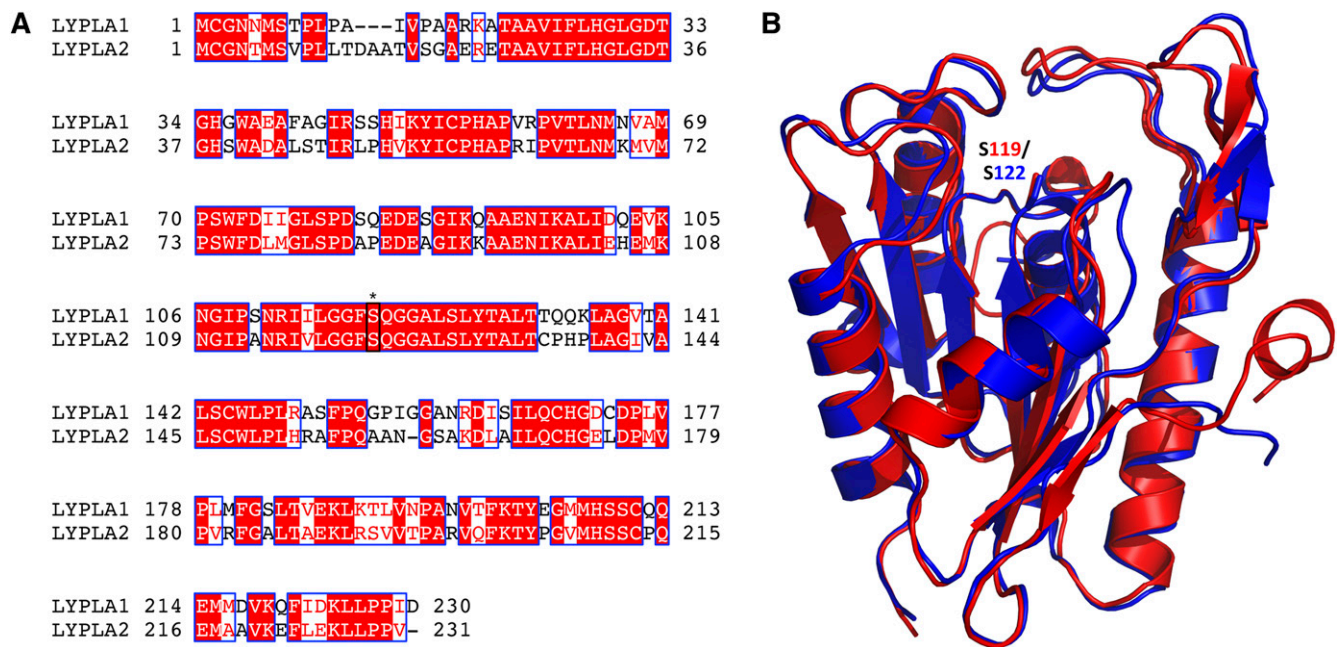 A
LYPLA1 1 MCGNNMSTPLPA---IVPAARKATAAVIFLHGLGDT 33
LYPLA2 1 MCGNTMSVPLLTDAATVSGAERETAAVIFLHGLGDT 36
LYPLA1 34 GHGWAEAFAGIRSSHIKYICPHAPVRPVTLNMNVAM 69
LYPLA2 37 GHSWADALSTIRLPHVKYICPHAPRIPVTLNMKMVM 72
LYPLA1 70 PSWFDIIGLSPDSQEDESGIKQAAENIKALIDQEVK 105
LYPLA2 73 PSWFDLMGLSPDAPEDEAGIKKAAENIKALIEHEMK 108
*
LYPLA1 106 NGIPSNRIILGGFSQGGALSLYTALTTQQKLAGVTA 141
LYPLA2 109 NGIPANRIVLGGFSQGGALSLYTALTCPHPLAGIVA 144
LYPLA1 142 LSCWLPLRASFPQGPIGGANRDISILQCHGDCDPLV 177
LYPLA2 145 LSCWLPLHRAFPQAAN-GSAKDLAILQCHGELDPMV 179
LYPLA1 178 PLMFGSLTVEKLKTLVNPANVTFKTYEGMMHSSCQQ 213
LYPLA2 180 PVRFGALTAEKLRSVVTPARVQFKTYPGVMHSSCPQ 215
LYPLA1 214 EMMDVKQFIDKLLPPID 230
LYPLA2 216 EMAAVKEFLEKLLPPV- 231
B
S119/
S122